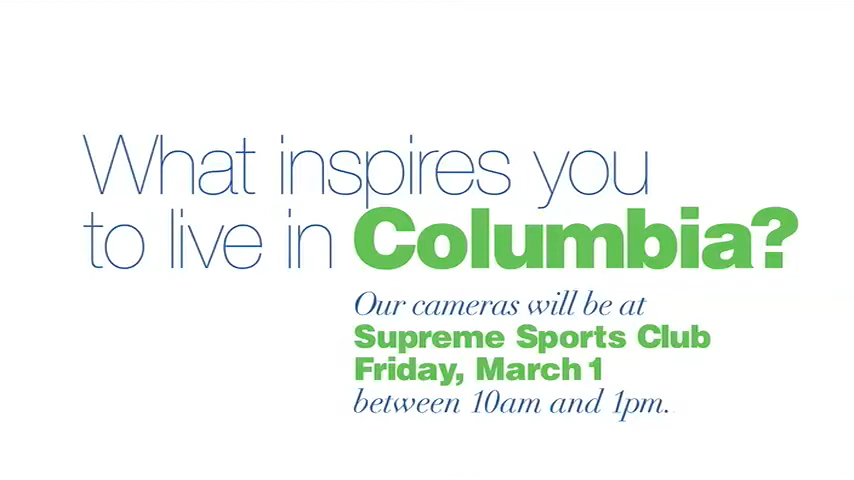 What inspires you
to live in Columbia?
Our cameras will be at
Supreme Sports Club
Friday, March 1
between 10am and 1pm.